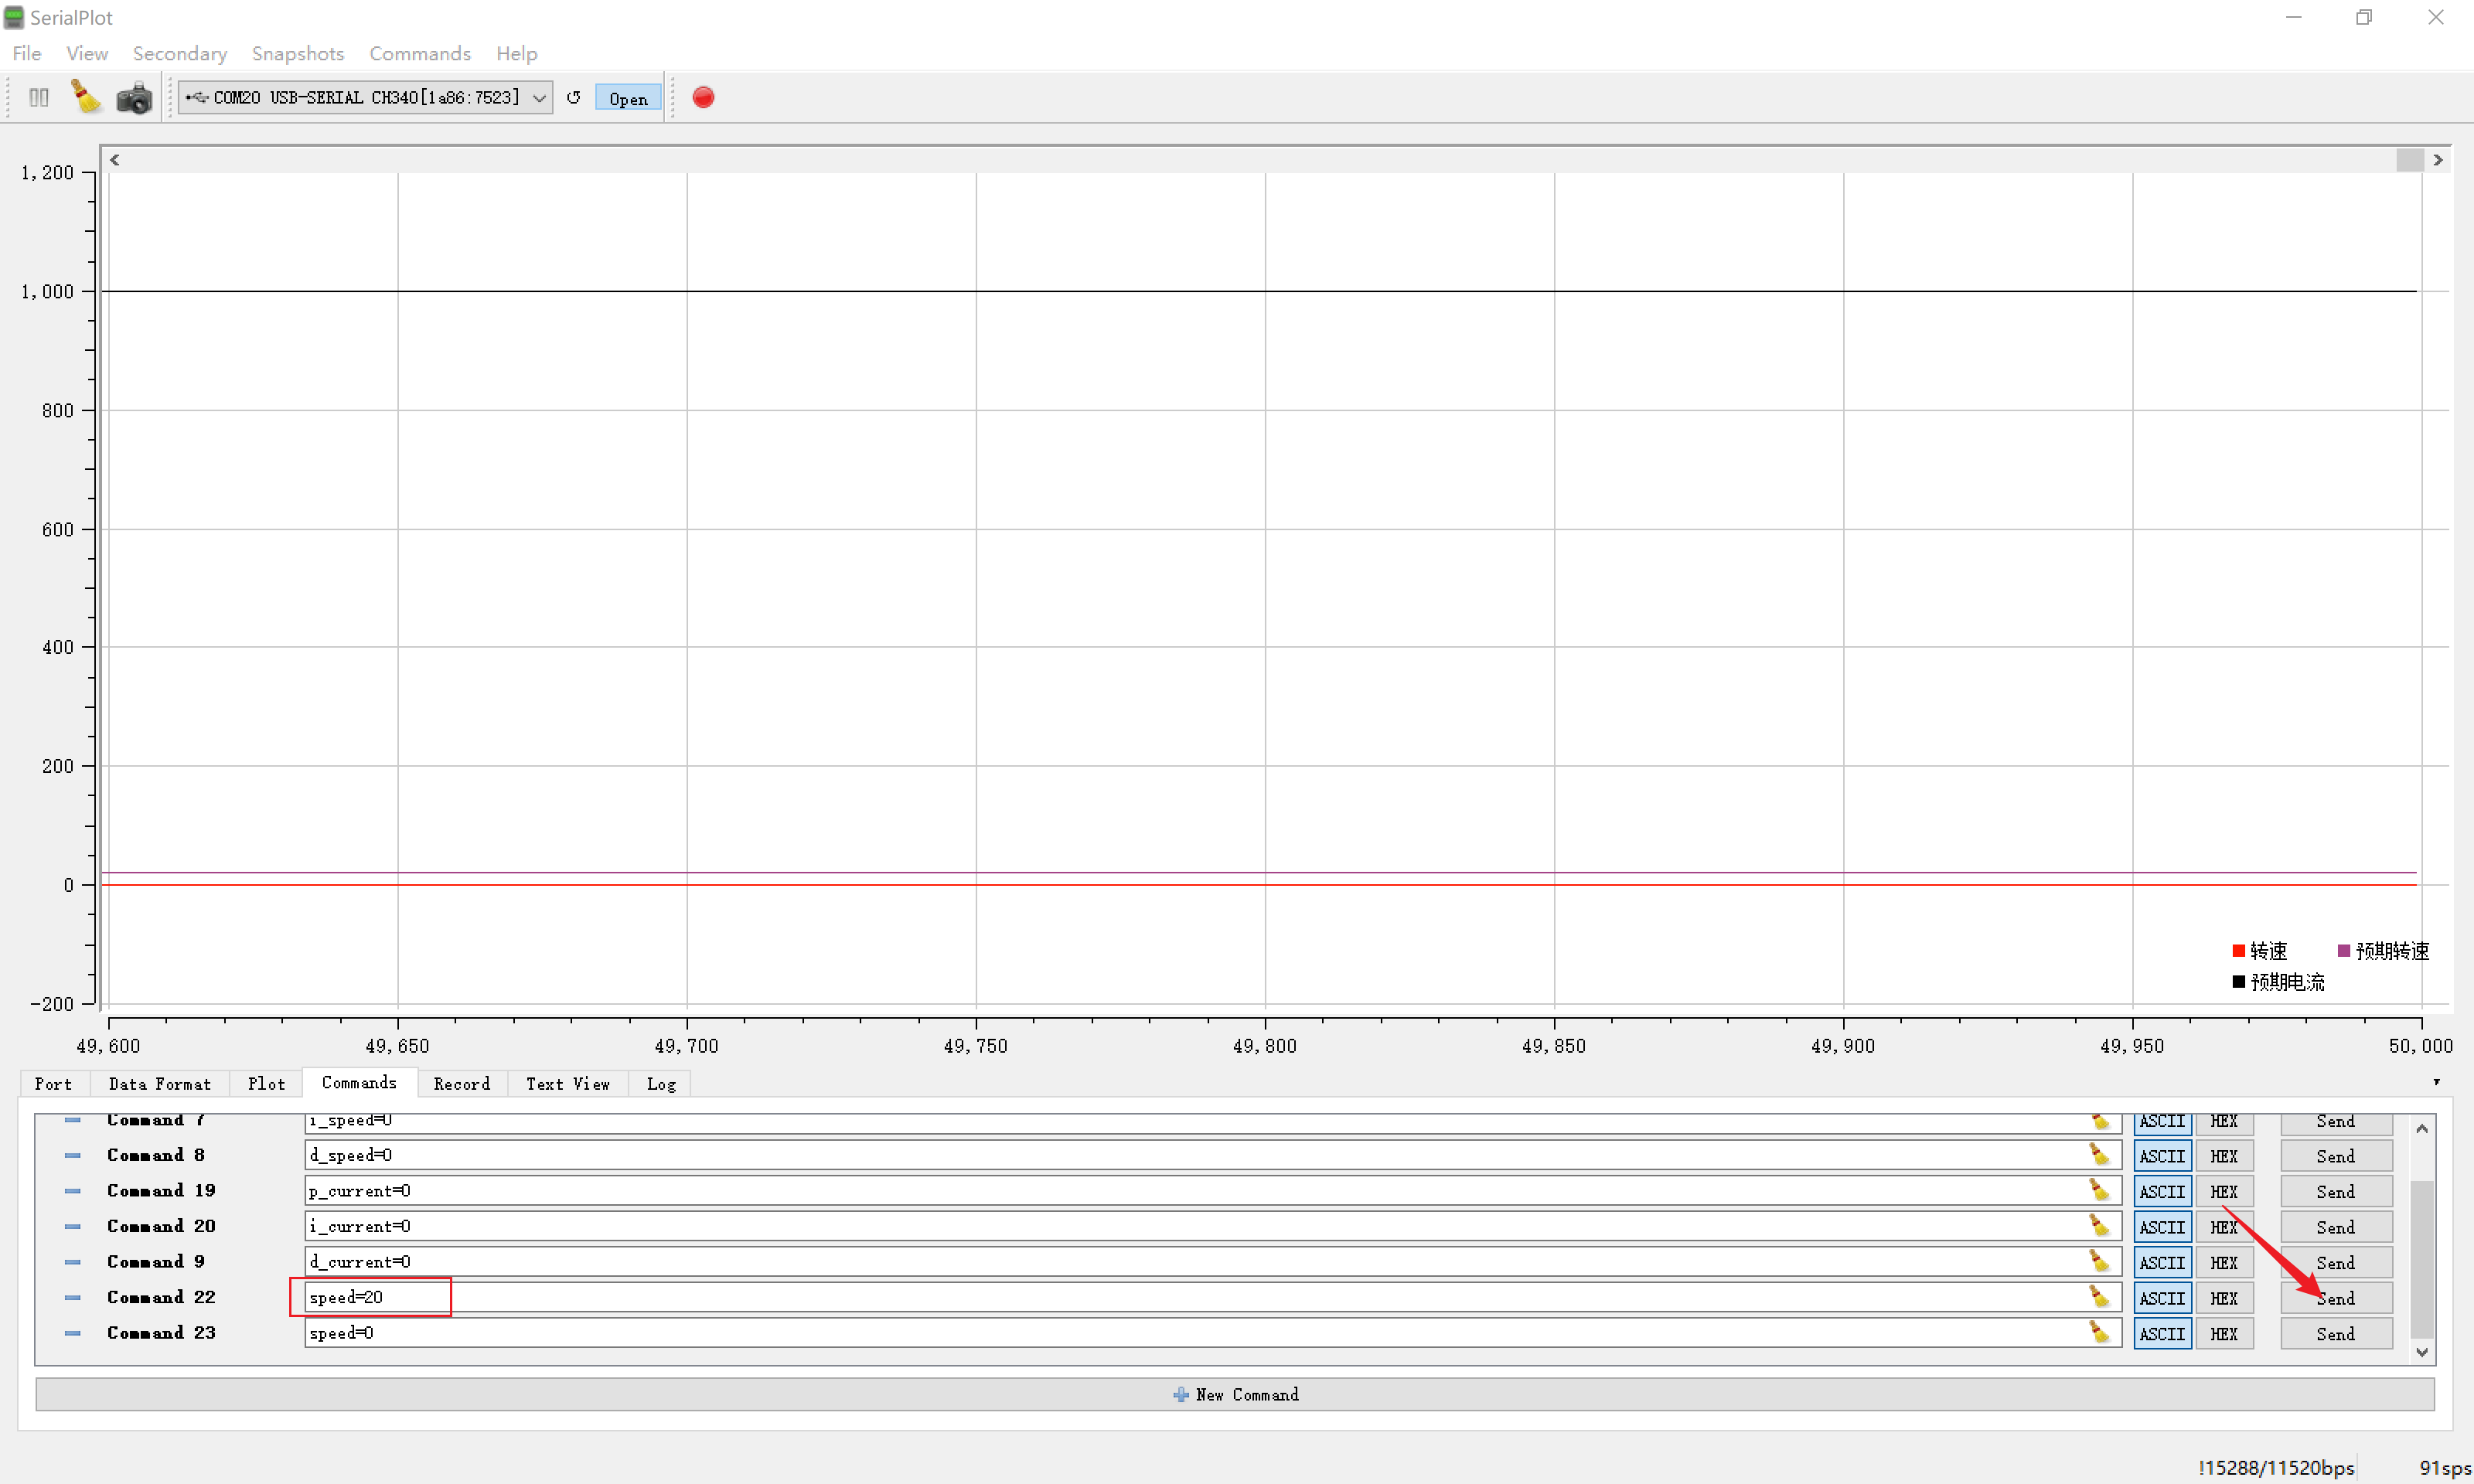 SerialPlot
File View Secondary Snapshots Commands Help
COM20 USB-SERIAL CH340[1a86:7523] Open
1,200
1,000
800
600
400
200
0
-200
转速 预期转速
预期电流
49,600 49,650 49,700 49,750 49,800 49,850 49,900 49,950 50,000
Port Data Format Plot Commands Record Text View Log
Command 7 i_speed=0 ASCII HEX Send
Command 8 d_speed=0 ASCII HEX Send
Command 19 p_current=0 ASCII HEX Send
Command 20 i_current=0 ASCII HEX Send
Command 9 d_current=0 ASCII HEX Send
Command 22 speed=20 ASCII HEX Send
Command 23 speed=0 ASCII HEX Send
New Command
!15288/11520bps 91sps